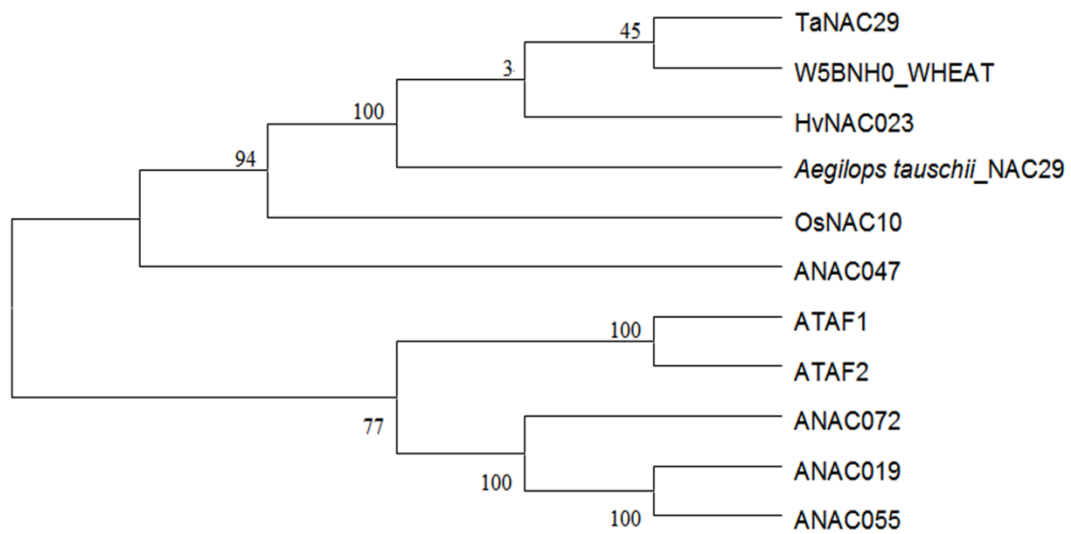 TaNAC29
45
W5BNH0_WHEAT
3
HvNAC023
100
Aegilops tauschii_NAC29
94
OsNAC10
ANAC047
ATAF1
100
ATAF2
ANAC072
77
ANAC019
100
ANAC055
100